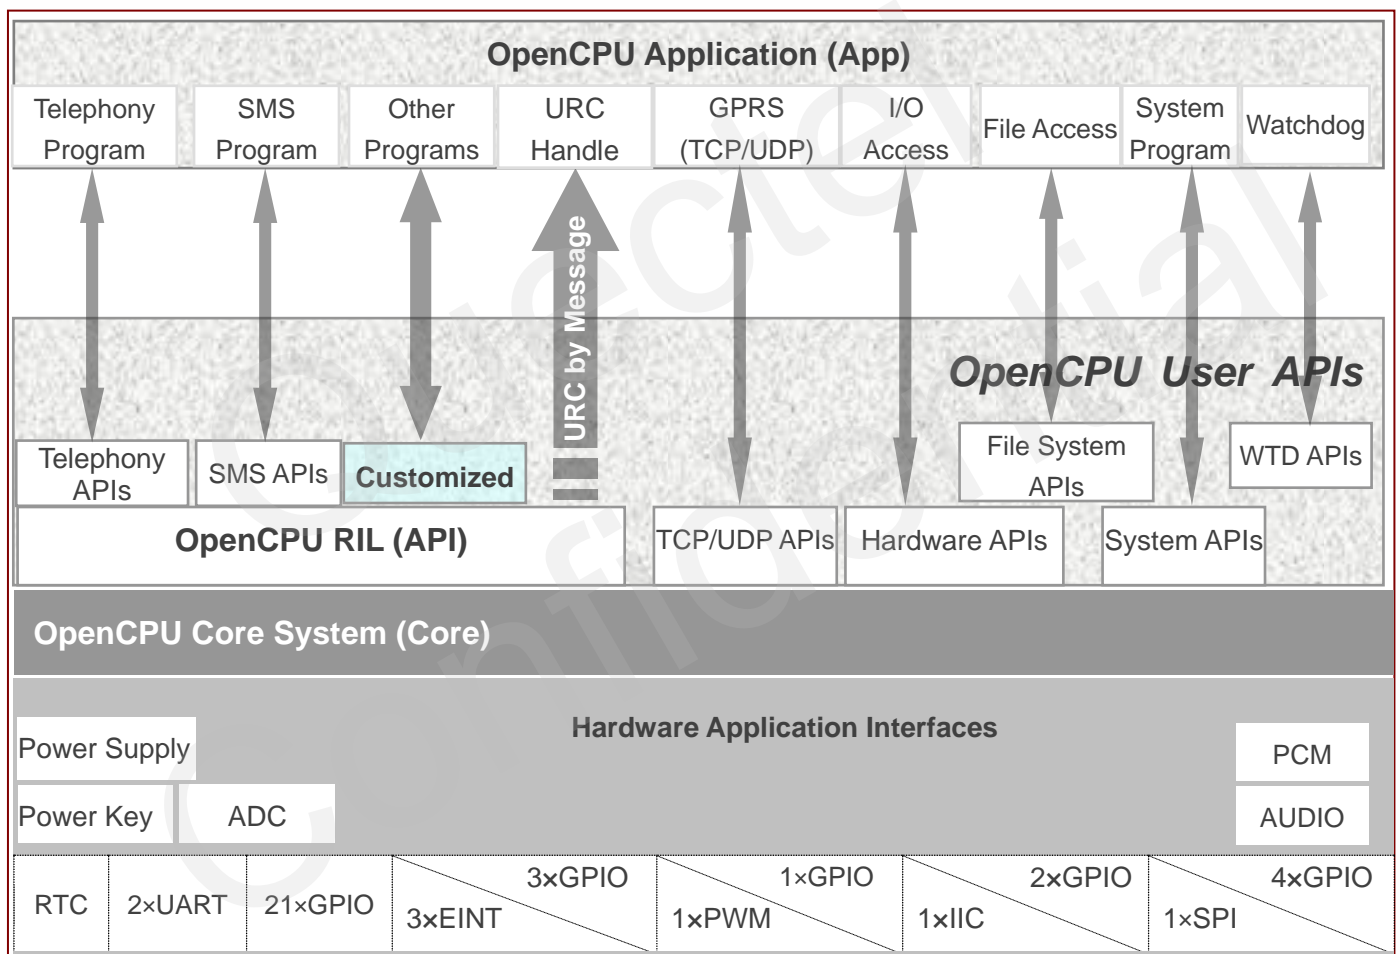 OpenCPU Application (App)
Telephony
Program
SMS
Program
Other
Programs
URC
Handle
GPRS
(TCP/UDP)
I/O
Access
File Access
System
Program
Watchdog
URC by Message
OpenCPU User APIs
Telephony
APIs
SMS APIs
Customized
File System
APIs
WTD APIs
OpenCPU RIL (API)
TCP/UDP APIs
Hardware APIs
System APIs
OpenCPU Core System (Core)
Hardware Application Interfaces
Power Supply
PCM
Power Key
ADC
AUDIO
RTC
2×UART
21×GPIO
3×GPIO
3×EINT
1×GPIO
1×PWM
2×GPIO
1×IIC
4×GPIO
1×SPI
Quectel
Confidential